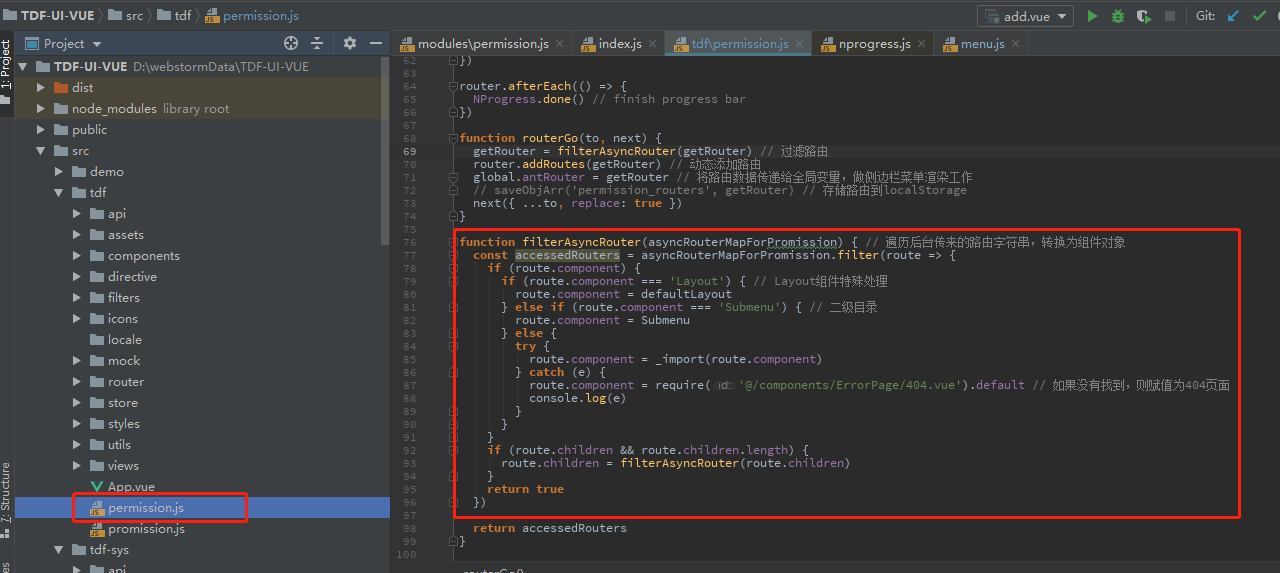 TDF-UI-VUE src tdf permission.js add.vue Git:
Project
modules\permission.js index.js tdf\permission.js nprogress.js menu.js
1: Project
7: Structure
TDF-UI-VUE D:\webstormData\TDF-UI-VUE
dist
node_modules library root
public
src
demo
tdf
api
assets
components
directive
filters
icons
locale
mock
router
store
styles
utils
views
App.vue
permission.js
promission.js
tdf-sys
api
62 })
63
64 router.afterEach(() => {
65 NProgress.done() // finish progress bar
66 })
67
68 function routerGo(to, next) {
69 getRouter = filterAsyncRouter(getRouter) // 过滤路由
70 router.addRoutes(getRouter) // 动态添加路由
71 global.antRouter = getRouter // 将路由数据传递给全局变量，做侧边栏菜单渲染工作
72 // saveObjArr('permission_routers', getRouter) // 存储路由到localStorage
73 next({ ...to, replace: true })
74 }
75
76 function filterAsyncRouter(asyncRouterMapForPromission) { // 遍历后台传来的路由字符串，转换为组件对象
77 const accessedRouters = asyncRouterMapForPromission.filter(route => {
78 if (route.component) {
79 if (route.component === 'Layout') { // Layout组件特殊处理
80 route.component = defaultLayout
81 } else if (route.component === 'Submenu') { // 二级目录
82 route.component = Submenu
83 } else {
84 try {
85 route.component = _import(route.component)
86 } catch (e) {
87 route.component = require( id: '@/components/ErrorPage/404.vue').default // 如果没有找到，则赋值为404页面
88 console.log(e)
89 }
90 }
91 }
92 if (route.children && route.children.length) {
93 route.children = filterAsyncRouter(route.children)
94 }
95 return true
96 })
97
98 return accessedRouters
99 }
100
routerGo()